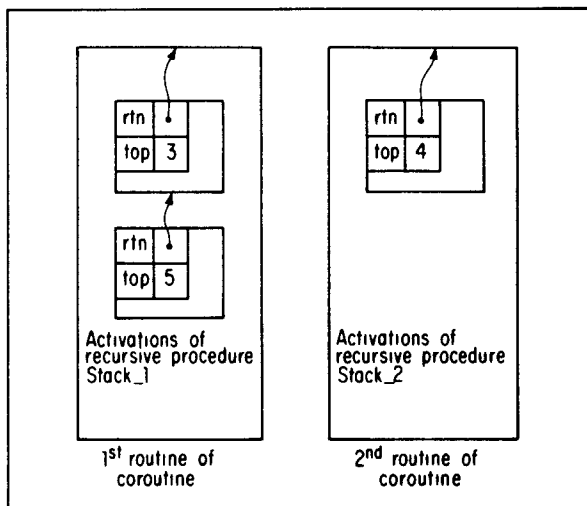 rtn
top 3
rtn
top 5
Activations of
recursive procedure
Stack_1
1st routine of
coroutine
rtn
top 4
Activations of
recursive procedure
Stack_2
2nd routine of
coroutine